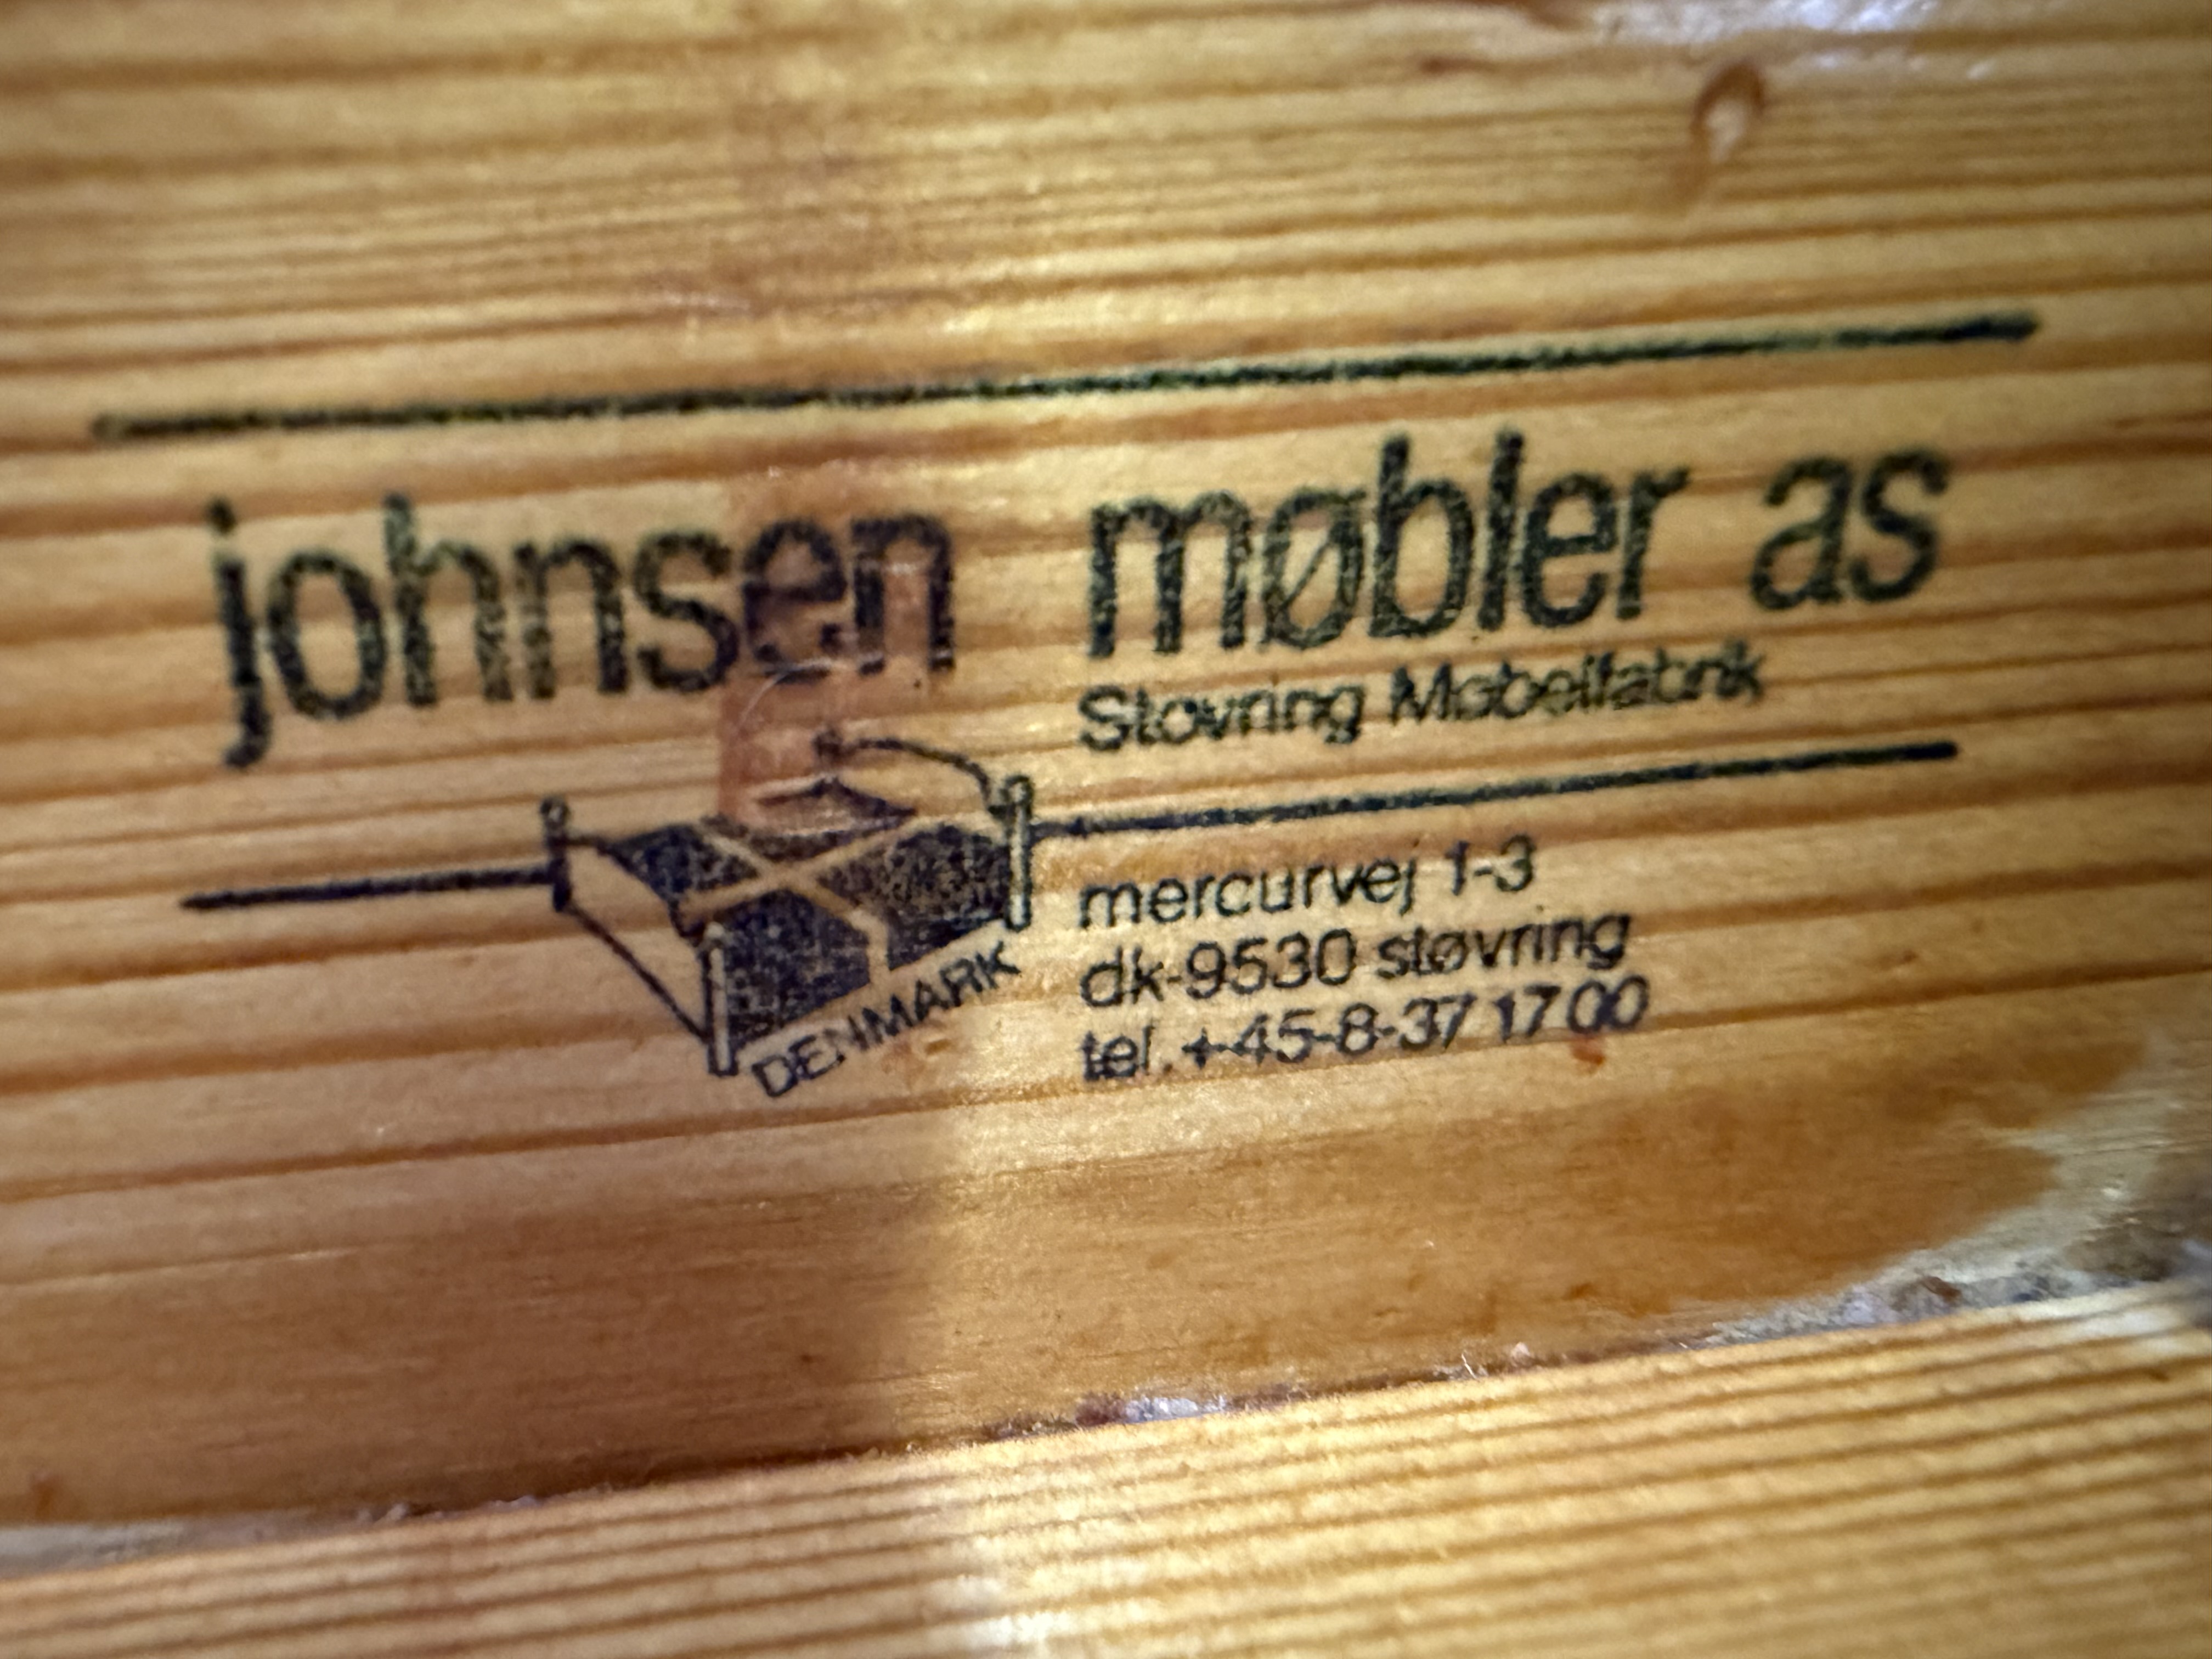 johnsen møbler as
Støvring Møbelfabrik
DENMARK
mercurvej 1-3
dk-9530 støvring
tel. +45-8-37 17 00